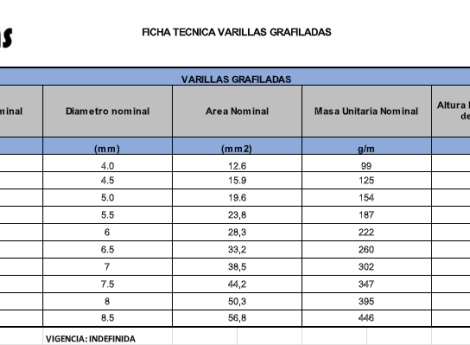 as
FICHA TECNICA VARILLAS GRAFILADAS
VARILLAS GRAFILADAS
minal Diametro nominal Area Nominal Masa Unitaria Nominal Altura
de
(mm) (mm2) g/m
4.0 12.6 99
4.5 15.9 125
5.0 19.6 154
5.5 23,8 187
6 28,3 222
6.5 33,2 260
7 38,5 302
7.5 44,2 347
8 50,3 395
8.5 56,8 446
VIGENCIA: INDEFINIDA